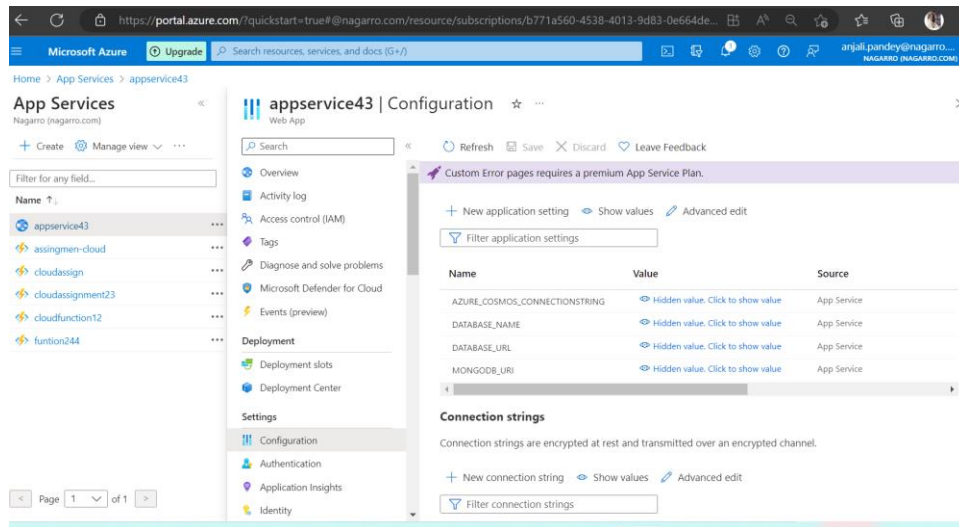 https://portal.azure.com/?quickstart=true#@nagarro.com/resource/subscriptions/b771a560-4538-4013-9d83-0e664de...
Microsoft Azure
Upgrade
Search resources, services, and docs (G+/)
anjali.pandey@nagarro....
NAGARRO (NAGARRO.COM)
Home > App Services > appservice43
App Services
Nagarro (nagarro.com)
+ Create Manage view ...
Filter for any field...
Name ↑↓
appservice43 ...
assingmen-cloud ...
cloudassign ...
cloudassignment23 ...
cloudfunction12 ...
funtion244 ...
< Page 1 of 1 >
appservice43 | Configuration ...
Web App
Search
Overview
Activity log
Access control (IAM)
Tags
Diagnose and solve problems
Microsoft Defender for Cloud
Events (preview)
Deployment
Deployment slots
Deployment Center
Settings
Configuration
Authentication
Application Insights
Identity
Refresh Save Discard Leave Feedback
Custom Error pages requires a premium App Service Plan.
+ New application setting Show values Advanced edit
Filter application settings
Name Value Source
AZURE_COSMOS_CONNECTIONSTRING Hidden value. Click to show value App Service
DATABASE_NAME Hidden value. Click to show value App Service
DATABASE_URL Hidden value. Click to show value App Service
MONGODB_URI Hidden value. Click to show value App Service
Connection strings
Connection strings are encrypted at rest and transmitted over an encrypted channel.
+ New connection string Show values Advanced edit
Filter connection strings